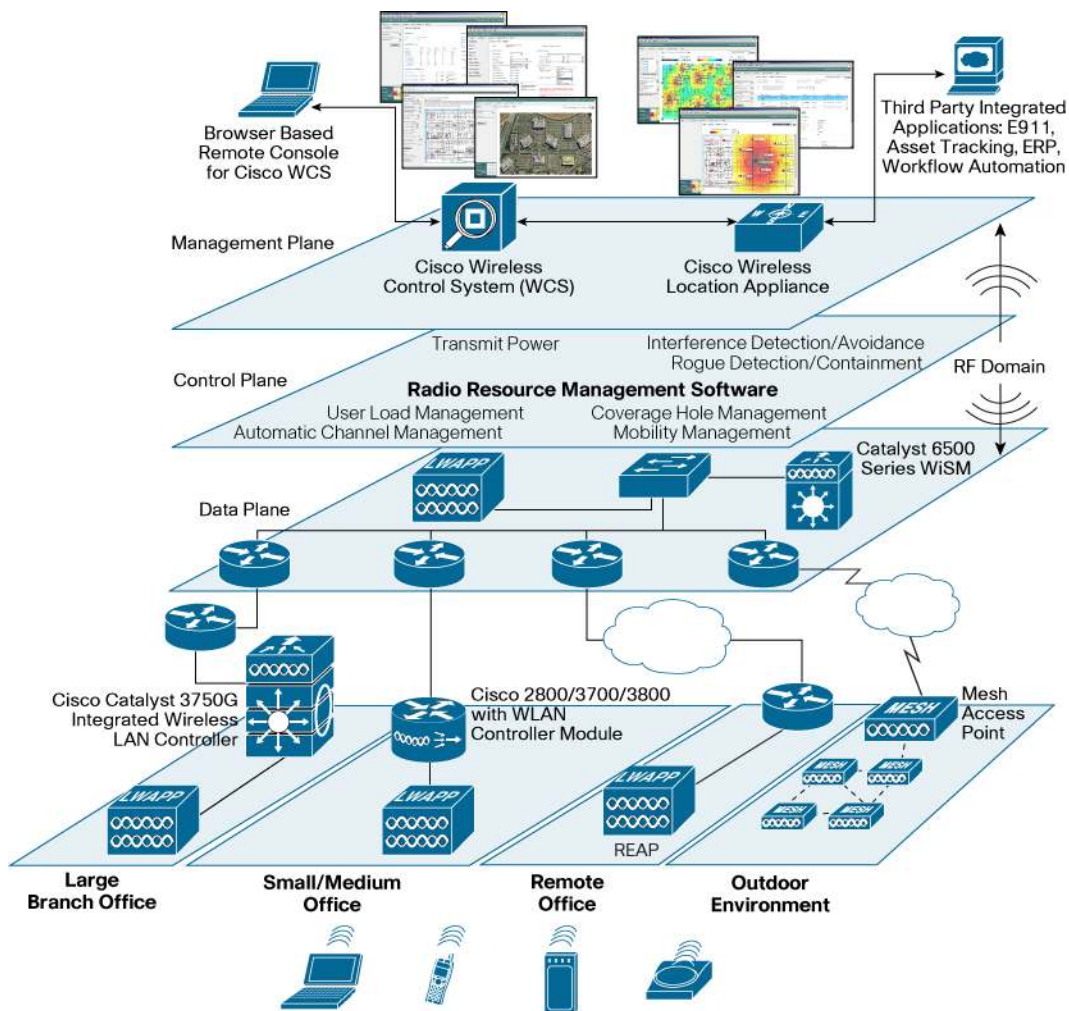 Browser Based
Remote Console
for Cisco WCS
Third Party Integrated
Applications: E911,
Asset Tracking, ERP,
Workflow Automation
Management Plane
Cisco Wireless
Control System (WCS)
Cisco Wireless
Location Appliance
Transmit Power
Interference Detection/Avoidance
Rogue Detection/Containment
Control Plane
Radio Resource Management Software
RF Domain
User Load Management
Coverage Hole Management
Automatic Channel Management
Mobility Management
LWAPP
Catalyst 6500
Series WiSM
Data Plane
Cisco Catalyst 3750G
Integrated Wireless
LAN Controller
Cisco 2800/3700/3800
with WLAN
Controller Module
MESH
Mesh
Access
Point
LWAPP
LWAPP
LWAPP
MESH
MESH
MESH
MESH
REAP
Large
Branch Office
Small/Medium
Office
Remote
Office
Outdoor
Environment